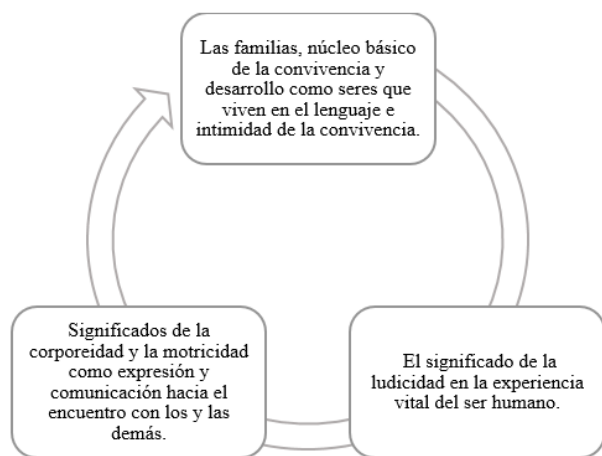 Las familias, núcleo básico
de la convivencia y
desarrollo como seres que
viven en el lenguaje e
intimidad de la convivencia.
El significado de la
ludicidad en la experiencia
vital del ser humano.
Significados de la
corporeidad y la motricidad
como expresión y
comunicación hacia el
encuentro con los y las
demás.